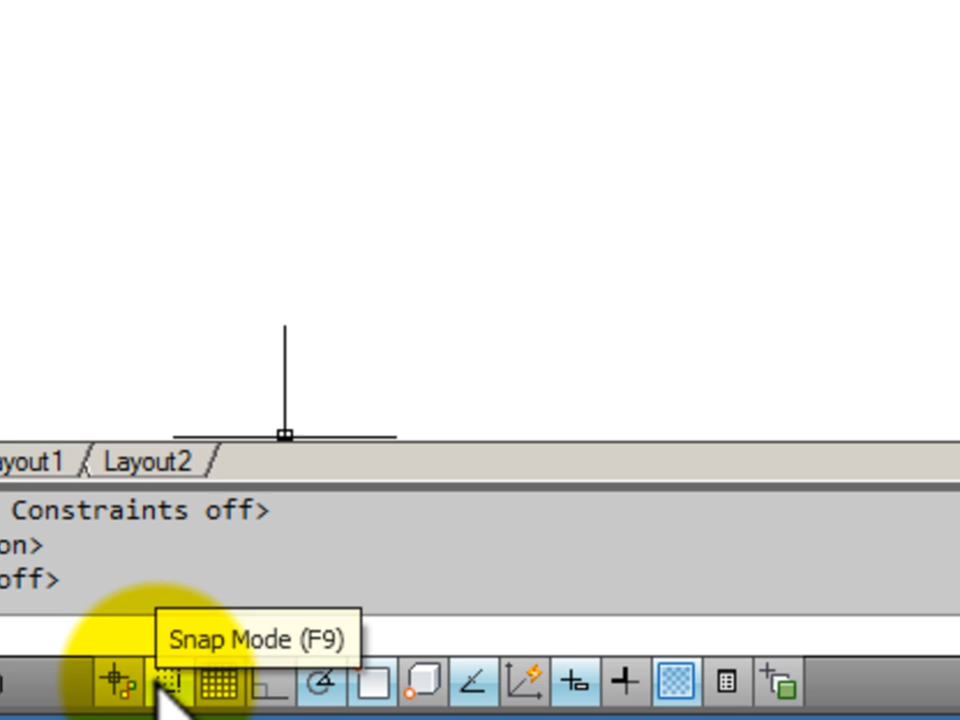 ayout1
Layout2
Constraints off>
on>
off>
Snap Mode (F9)